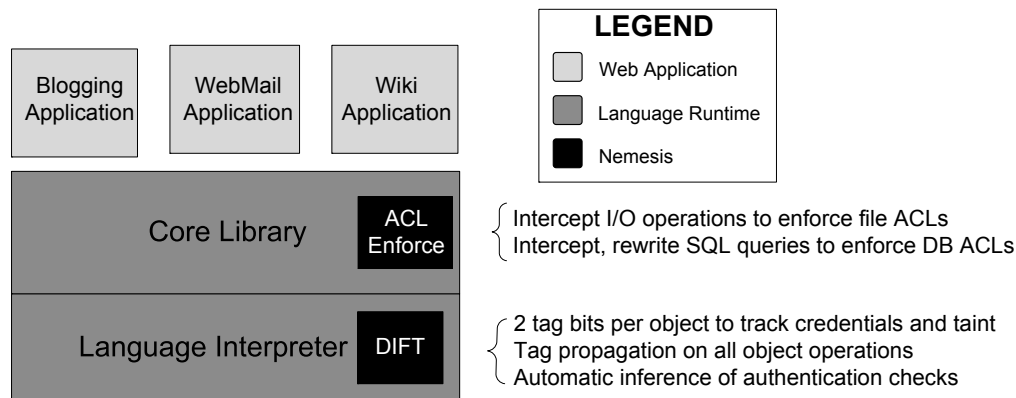 LEGEND
Web Application
Language Runtime
Nemesis
Blogging
Application
WebMail
Application
Wiki
Application
Core Library
ACL
Enforce
Intercept I/O operations to enforce file ACLs
Intercept, rewrite SQL queries to enforce DB ACLs
Language Interpreter
DIFT
2 tag bits per object to track credentials and taint
Tag propagation on all object operations
Automatic inference of authentication checks